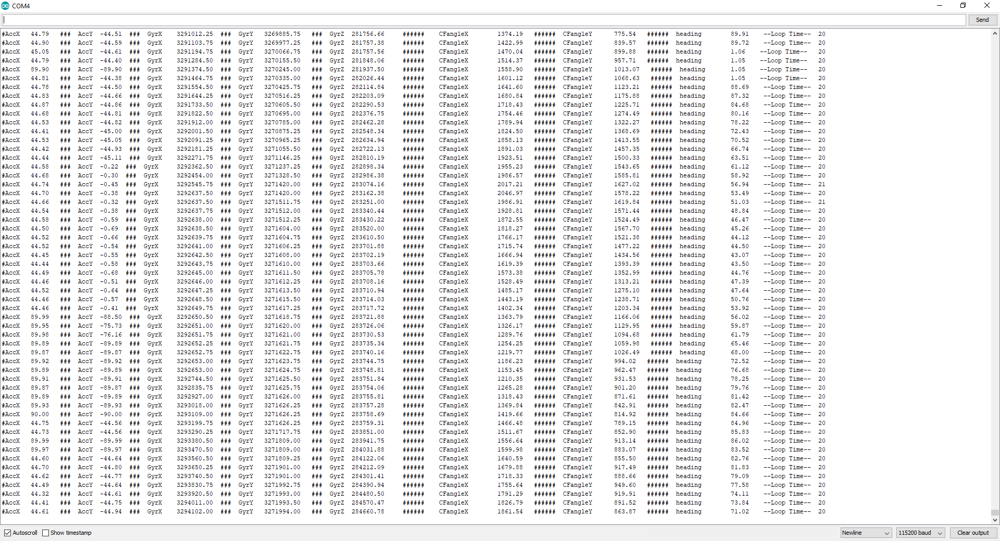 COM4
Send
#AccX 44.79 ### AccY -44.51 ### GyrX 3291012.25 ### GyrY 3269885.75 ### GyrZ 281756.66 ###### CFangleX 1374.19 ###### CFangleY 775.54 ###### heading 89.91 --Loop Time-- 20
#AccX 44.90 ### AccY -44.59 ### GyrX 3291103.75 ### GyrY 3269977.25 ### GyrZ 281757.38 ###### CFangleX 1422.99 ###### CFangleY 839.57 ###### heading 89.72 --Loop Time-- 20
#AccX 45.05 ### AccY -44.61 ### GyrX 3291194.75 ### GyrY 3270066.75 ### GyrZ 281757.56 ###### CFangleX 1470.04 ###### CFangleY 899.88 ###### heading 1.06 --Loop Time-- 20
#AccX 44.79 ### AccY -44.40 ### GyrX 3291284.50 ### GyrY 3270155.50 ### GyrZ 281848.06 ###### CFangleX 1514.37 ###### CFangleY 957.71 ###### heading 1.05 --Loop Time-- 20
#AccX 89.90 ### AccY -89.90 ### GyrX 3291374.50 ### GyrY 3270245.00 ### GyrZ 281937.50 ###### CFangleX 1558.90 ###### CFangleY 1013.07 ###### heading 1.05 --Loop Time-- 20
#AccX 44.81 ### AccY -44.38 ### GyrX 3291464.75 ### GyrY 3270335.00 ### GyrZ 282026.44 ###### CFangleX 1601.12 ###### CFangleY 1068.63 ###### heading 1.05 --Loop Time-- 20
#AccX 44.78 ### AccY -44.50 ### GyrX 3291554.50 ### GyrY 3270425.75 ### GyrZ 282114.84 ###### CFangleX 1641.60 ###### CFangleY 1123.21 ###### heading 88.69 --Loop Time-- 20
#AccX 44.83 ### AccY -44.66 ### GyrX 3291644.25 ### GyrY 3270516.25 ### GyrZ 282203.09 ###### CFangleX 1680.84 ###### CFangleY 1175.88 ###### heading 87.32 --Loop Time-- 20
#AccX 44.87 ### AccY -44.86 ### GyrX 3291733.50 ### GyrY 3270605.50 ### GyrZ 282290.53 ###### CFangleX 1718.43 ###### CFangleY 1225.71 ###### heading 84.68 --Loop Time-- 20
#AccX 44.68 ### AccY -44.81 ### GyrX 3291822.50 ### GyrY 3270695.00 ### GyrZ 282376.75 ###### CFangleX 1754.46 ###### CFangleY 1274.49 ###### heading 80.16 --Loop Time-- 20
#AccX 44.53 ### AccY -44.82 ### GyrX 3291912.00 ### GyrY 3270785.00 ### GyrZ 282462.28 ###### CFangleX 1789.94 ###### CFangleY 1322.27 ###### heading 78.22 --Loop Time-- 20
#AccX 44.41 ### AccY -45.00 ### GyrX 3292001.50 ### GyrY 3270875.25 ### GyrZ 282548.34 ###### CFangleX 1824.50 ###### CFangleY 1368.69 ###### heading 72.43 --Loop Time-- 20
#AccX 44.53 ### AccY -45.05 ### GyrX 3292091.25 ### GyrY 3270965.25 ### GyrZ 282634.94 ###### CFangleX 1858.13 ###### CFangleY 1413.55 ###### heading 70.52 --Loop Time-- 20
#AccX 44.42 ### AccY -44.93 ### GyrX 3292181.25 ### GyrY 3271055.50 ### GyrZ 282722.13 ###### CFangleX 1891.03 ###### CFangleY 1457.35 ###### heading 66.74 --Loop Time-- 20
#AccX 44.44 ### AccY -45.11 ### GyrX 3292271.75 ### GyrY 3271146.25 ### GyrZ 282810.19 ###### CFangleX 1923.51 ###### CFangleY 1500.33 ###### heading 63.51 --Loop Time-- 20
#AccX 44.58 ### AccY -0.22 ### GyrX 3292362.50 ### GyrY 3271237.25 ### GyrZ 282898.34 ###### CFangleX 1955.23 ###### CFangleY 1543.65 ###### heading 61.12 --Loop Time-- 20
#AccX 44.68 ### AccY -0.30 ### GyrX 3292454.00 ### GyrY 3271328.50 ### GyrZ 282986.38 ###### CFangleX 1986.57 ###### CFangleY 1585.81 ###### heading 58.92 --Loop Time-- 20
#AccX 44.74 ### AccY -0.45 ### GyrX 3292545.75 ### GyrY 3271420.00 ### GyrZ 283074.16 ###### CFangleX 2017.21 ###### CFangleY 1627.02 ###### heading 56.94 --Loop Time-- 21
#AccX 44.70 ### AccY -0.38 ### GyrX 3292637.50 ### GyrY 3271420.00 ### GyrZ 283162.38 ###### CFangleX 2046.97 ###### CFangleY 1578.22 ###### heading 53.49 --Loop Time-- 20
#AccX 44.66 ### AccY -0.32 ### GyrX 3292637.50 ### GyrY 3271511.75 ### GyrZ 283251.00 ###### CFangleX 1986.91 ###### CFangleY 1619.84 ###### heading 51.03 --Loop Time-- 21
#AccX 44.54 ### AccY -0.38 ### GyrX 3292637.75 ### GyrY 3271512.00 ### GyrZ 283340.44 ###### CFangleX 1928.81 ###### CFangleY 1571.44 ###### heading 48.84 --Loop Time-- 20
#AccX 44.58 ### AccY -0.59 ### GyrX 3292638.00 ### GyrY 3271512.25 ### GyrZ 283430.22 ###### CFangleX 1872.55 ###### CFangleY 1524.49 ###### heading 46.47 --Loop Time-- 20
#AccX 44.50 ### AccY -0.69 ### GyrX 3292638.50 ### GyrY 3271604.00 ### GyrZ 283520.00 ###### CFangleX 1818.27 ###### CFangleY 1567.70 ###### heading 45.26 --Loop Time-- 20
#AccX 44.52 ### AccY -0.66 ### GyrX 3292639.75 ### GyrY 3271604.75 ### GyrZ 283610.50 ###### CFangleX 1766.17 ###### CFangleY 1521.38 ###### heading 44.12 --Loop Time-- 20
#AccX 44.52 ### AccY -0.54 ### GyrX 3292641.00 ### GyrY 3271606.25 ### GyrZ 283701.88 ###### CFangleX 1715.74 ###### CFangleY 1477.22 ###### heading 44.50 --Loop Time-- 20
#AccX 44.45 ### AccY -0.55 ### GyrX 3292642.50 ### GyrY 3271608.00 ### GyrZ 283702.19 ###### CFangleX 1666.94 ###### CFangleY 1434.56 ###### heading 43.07 --Loop Time-- 20
#AccX 44.44 ### AccY -0.58 ### GyrX 3292643.75 ### GyrY 3271610.00 ### GyrZ 283703.66 ###### CFangleX 1619.39 ###### CFangleY 1393.39 ###### heading 43.50 --Loop Time-- 20
#AccX 44.49 ### AccY -0.68 ### GyrX 3292645.00 ### GyrY 3271611.50 ### GyrZ 283705.78 ###### CFangleX 1573.38 ###### CFangleY 1352.99 ###### heading 44.76 --Loop Time-- 20
#AccX 44.46 ### AccY -0.51 ### GyrX 3292646.00 ### GyrY 3271612.25 ### GyrZ 283708.16 ###### CFangleX 1528.49 ###### CFangleY 1313.21 ###### heading 47.39 --Loop Time-- 20
#AccX 44.52 ### AccY -0.64 ### GyrX 3292647.25 ### GyrY 3271613.50 ### GyrZ 283710.94 ###### CFangleX 1485.17 ###### CFangleY 1275.10 ###### heading 47.64 --Loop Time-- 20
#AccX 44.46 ### AccY -0.57 ### GyrX 3292648.50 ### GyrY 3271615.50 ### GyrZ 283714.03 ###### CFangleX 1443.19 ###### CFangleY 1238.71 ###### heading 50.76 --Loop Time-- 20
#AccX 44.46 ### AccY -0.41 ### GyrX 3292649.75 ### GyrY 3271617.25 ### GyrZ 283717.72 ###### CFangleX 1402.34 ###### CFangleY 1203.34 ###### heading 53.92 --Loop Time-- 20
#AccX 89.99 ### AccY -88.50 ### GyrX 3292650.50 ### GyrY 3271618.75 ### GyrZ 283721.88 ###### CFangleX 1363.79 ###### CFangleY 1166.06 ###### heading 56.02 --Loop Time-- 20
#AccX 89.95 ### AccY -75.73 ### GyrX 3292651.00 ### GyrY 3271620.00 ### GyrZ 283726.06 ###### CFangleX 1326.17 ###### CFangleY 1129.95 ###### heading 59.87 --Loop Time-- 20
#AccX 89.98 ### AccY -76.16 ### GyrX 3292651.75 ### GyrY 3271621.00 ### GyrZ 283730.53 ###### CFangleX 1289.76 ###### CFangleY 1094.68 ###### heading 61.79 --Loop Time-- 20
#AccX 89.89 ### AccY -89.89 ### GyrX 3292652.25 ### GyrY 3271621.75 ### GyrZ 283735.34 ###### CFangleX 1254.25 ###### CFangleY 1059.98 ###### heading 65.46 --Loop Time-- 20
#AccX 89.87 ### AccY -89.87 ### GyrX 3292652.75 ### GyrY 3271622.75 ### GyrZ 283740.16 ###### CFangleX 1219.77 ###### CFangleY 1026.49 ###### heading 68.00 --Loop Time-- 20
#AccX 89.92 ### AccY -89.92 ### GyrX 3292653.00 ### GyrY 3271623.75 ### GyrZ 283744.75 ###### CFangleX 1186.23 ###### CFangleY 994.02 ###### heading 72.52 --Loop Time-- 20
#AccX 89.89 ### AccY -89.89 ### GyrX 3292653.00 ### GyrY 3271624.75 ### GyrZ 283748.81 ###### CFangleX 1153.45 ###### CFangleY 962.47 ###### heading 76.68 --Loop Time-- 20
#AccX 89.91 ### AccY -89.91 ### GyrX 3292744.50 ### GyrY 3271625.50 ### GyrZ 283751.84 ###### CFangleX 1210.35 ###### CFangleY 931.53 ###### heading 78.25 --Loop Time-- 20
#AccX 89.87 ### AccY -89.87 ### GyrX 3292835.75 ### GyrY 3271625.75 ### GyrZ 283754.06 ###### CFangleX 1265.28 ###### CFangleY 901.20 ###### heading 79.76 --Loop Time-- 20
#AccX 89.89 ### AccY -89.89 ### GyrX 3292927.00 ### GyrY 3271626.00 ### GyrZ 283755.81 ###### CFangleX 1318.43 ###### CFangleY 871.61 ###### heading 81.42 --Loop Time-- 20
#AccX 89.93 ### AccY -89.93 ### GyrX 3293018.00 ### GyrY 3271626.25 ### GyrZ 283757.28 ###### CFangleX 1369.84 ###### CFangleY 842.91 ###### heading 82.47 --Loop Time-- 20
#AccX 90.00 ### AccY -90.00 ### GyrX 3293109.00 ### GyrY 3271626.25 ### GyrZ 283758.69 ###### CFangleX 1419.66 ###### CFangleY 814.92 ###### heading 84.66 --Loop Time-- 20
#AccX 44.75 ### AccY -44.56 ### GyrX 3293199.75 ### GyrY 3271626.25 ### GyrZ 283759.31 ###### CFangleX 1466.48 ###### CFangleY 789.15 ###### heading 84.96 --Loop Time-- 20
#AccX 44.73 ### AccY -44.56 ### GyrX 3293290.25 ### GyrY 3271717.75 ### GyrZ 283851.00 ###### CFangleX 1511.67 ###### CFangleY 852.90 ###### heading 85.83 --Loop Time-- 20
#AccX 89.99 ### AccY -89.99 ### GyrX 3293380.50 ### GyrY 3271809.00 ### GyrZ 283941.75 ###### CFangleX 1556.64 ###### CFangleY 913.14 ###### heading 86.02 --Loop Time-- 20
#AccX 89.97 ### AccY -89.97 ### GyrX 3293470.50 ### GyrY 3271809.00 ### GyrZ 284031.88 ###### CFangleX 1599.98 ###### CFangleY 883.07 ###### heading 83.52 --Loop Time-- 20
#AccX 44.60 ### AccY -44.64 ### GyrX 3293560.50 ### GyrY 3271809.25 ### GyrZ 284122.06 ###### CFangleX 1640.59 ###### CFangleY 855.50 ###### heading 82.76 --Loop Time-- 20
#AccX 44.70 ### AccY -44.80 ### GyrX 3293650.25 ### GyrY 3271901.00 ### GyrZ 284212.09 ###### CFangleX 1679.88 ###### CFangleY 917.49 ###### heading 81.83 --Loop Time-- 20
#AccX 44.62 ### AccY -44.77 ### GyrX 3293740.50 ### GyrY 3271901.00 ### GyrZ 284301.41 ###### CFangleX 1718.33 ###### CFangleY 888.66 ###### heading 79.09 --Loop Time-- 20
#AccX 44.49 ### AccY -44.64 ### GyrX 3293830.75 ### GyrY 3271992.75 ### GyrZ 284390.94 ###### CFangleX 1755.64 ###### CFangleY 949.60 ###### heading 77.58 --Loop Time-- 20
#AccX 44.32 ### AccY -44.61 ### GyrX 3293920.50 ### GyrY 3271993.00 ### GyrZ 284480.50 ###### CFangleX 1791.29 ###### CFangleY 919.91 ###### heading 74.11 --Loop Time-- 20
#AccX 44.41 ### AccY -44.75 ### GyrX 3294011.00 ### GyrY 3271993.50 ### GyrZ 284570.47 ###### CFangleX 1826.79 ###### CFangleY 891.52 ###### heading 73.84 --Loop Time-- 20
#AccX 44.61 ### AccY -44.94 ### GyrX 3294102.00 ### GyrY 3271994.00 ### GyrZ 284660.78 ###### CFangleX 1861.54 ###### CFangleY 863.87 ###### heading 71.02 --Loop Time-- 20
Autoscroll Show timestamp Newline 115200 baud Clear output